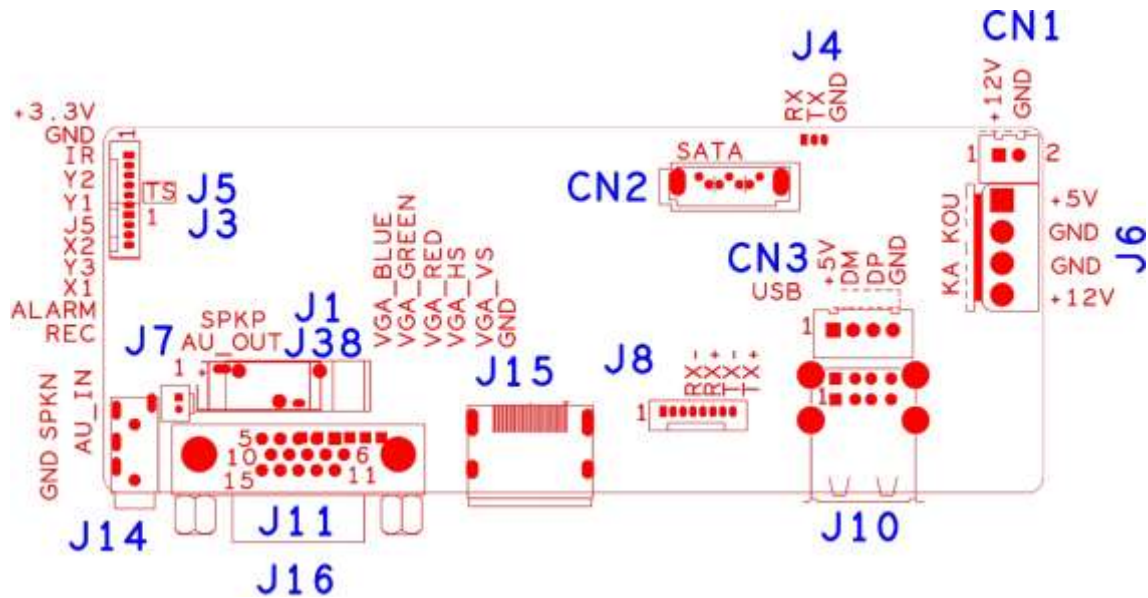 CN1
J4
+12V
GND
RX
TX
GND
+3.3V
GND
IR
Y2
Y1
J5
X2
Y3
X1
ALARM
REC
1
TS
1
J5
J3
SATA
CN2
1
2
KA_KOU
+5V
GND
GND
+12V
J6
CN3
USB
+5V
DM
DP
GND
1
1
VGA_BLUE
VGA_GREEN
VGA_RED
VGA_HS
VGA_VS
GND
J1
SPKP
J7
AU_OUT
J38
1
+
J15
J8
RX-
RX+
TX-
TX+
1
GND SPKN
AU_IN
5
10
6
15
11
J14
J11
J16
J10